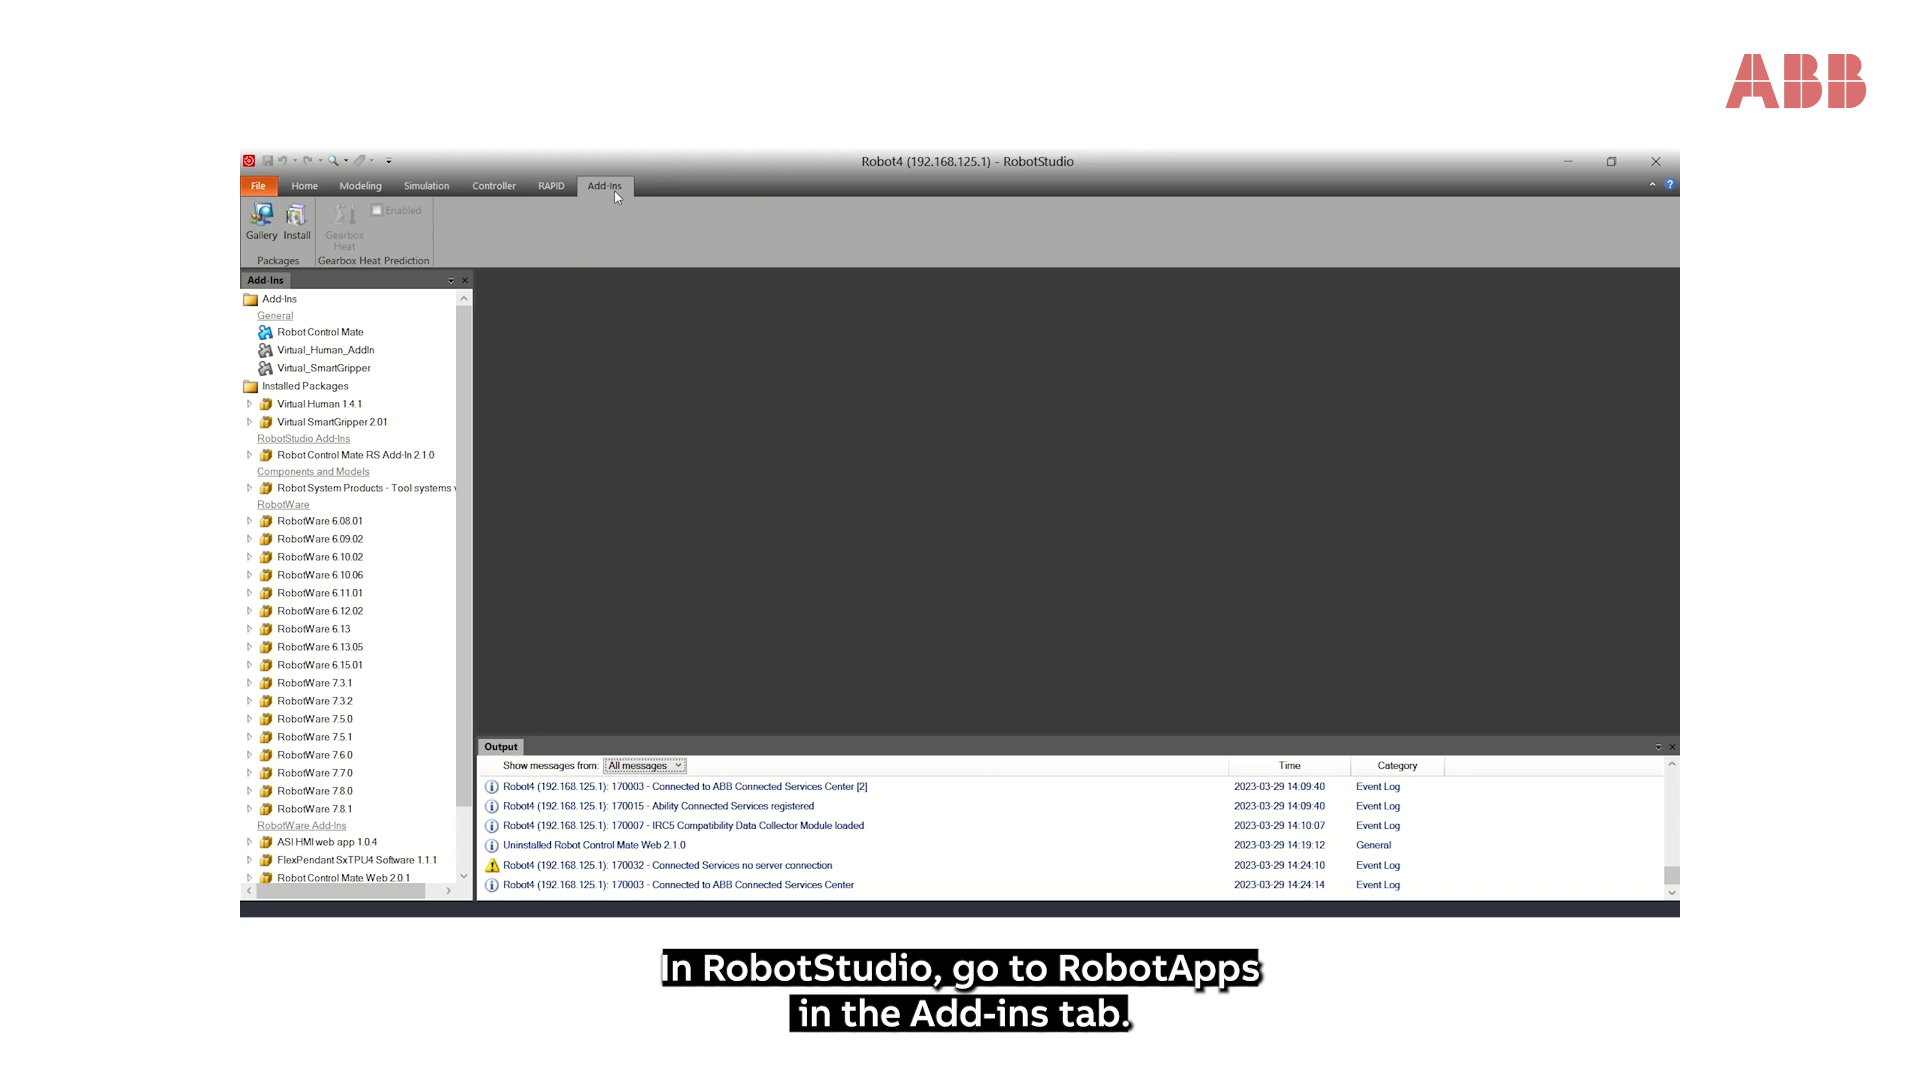 ABB
Robot4 (192.168.125.1) - RobotStudio
File Home Modeling Simulation Controller RAPID Add-Ins
Gallery Install
Gearbox Heat
Enabled
Packages
Gearbox Heat Prediction
Add-Ins
Add-Ins
General
Robot Control Mate
Virtual_Human_AddIn
Virtual_SmartGripper
Installed Packages
Virtual Human 1.4.1
Virtual SmartGripper 2.01
RobotStudio Add-Ins
Robot Control Mate RS Add-In 2.1.0
Components and Models
Robot System Products - Tool systems
RobotWare
RobotWare 6.08.01
RobotWare 6.09.02
RobotWare 6.10.02
RobotWare 6.10.06
RobotWare 6.11.01
RobotWare 6.12.02
RobotWare 6.13
RobotWare 6.13.05
RobotWare 6.15.01
RobotWare 7.3.1
RobotWare 7.3.2
RobotWare 7.5.0
RobotWare 7.5.1
RobotWare 7.6.0
RobotWare 7.7.0
RobotWare 7.8.0
RobotWare 7.8.1
RobotWare Add-Ins
ASI HMI web app 1.0.4
FlexPendant SxTPU4 Software 1.1.1
Robot Control Mate Web 2.0.1
Output
Show messages from: All messages Time Category
Robot4 (192.168.125.1): 170003 - Connected to ABB Connected Services Center [2] 2023-03-29 14:09:40 Event Log
Robot4 (192.168.125.1): 170015 - Ability Connected Services registered 2023-03-29 14:09:40 Event Log
Robot4 (192.168.125.1): 170007 - IRC5 Compatibility Data Collector Module loaded 2023-03-29 14:10:07 Event Log
Uninstalled Robot Control Mate Web 2.1.0 2023-03-29 14:19:12 General
Robot4 (192.168.125.1): 170032 - Connected Services no server connection 2023-03-29 14:24:10 Event Log
Robot4 (192.168.125.1): 170003 - Connected to ABB Connected Services Center 2023-03-29 14:24:14 Event Log
In RobotStudio, go to RobotApps
in the Add-ins tab.